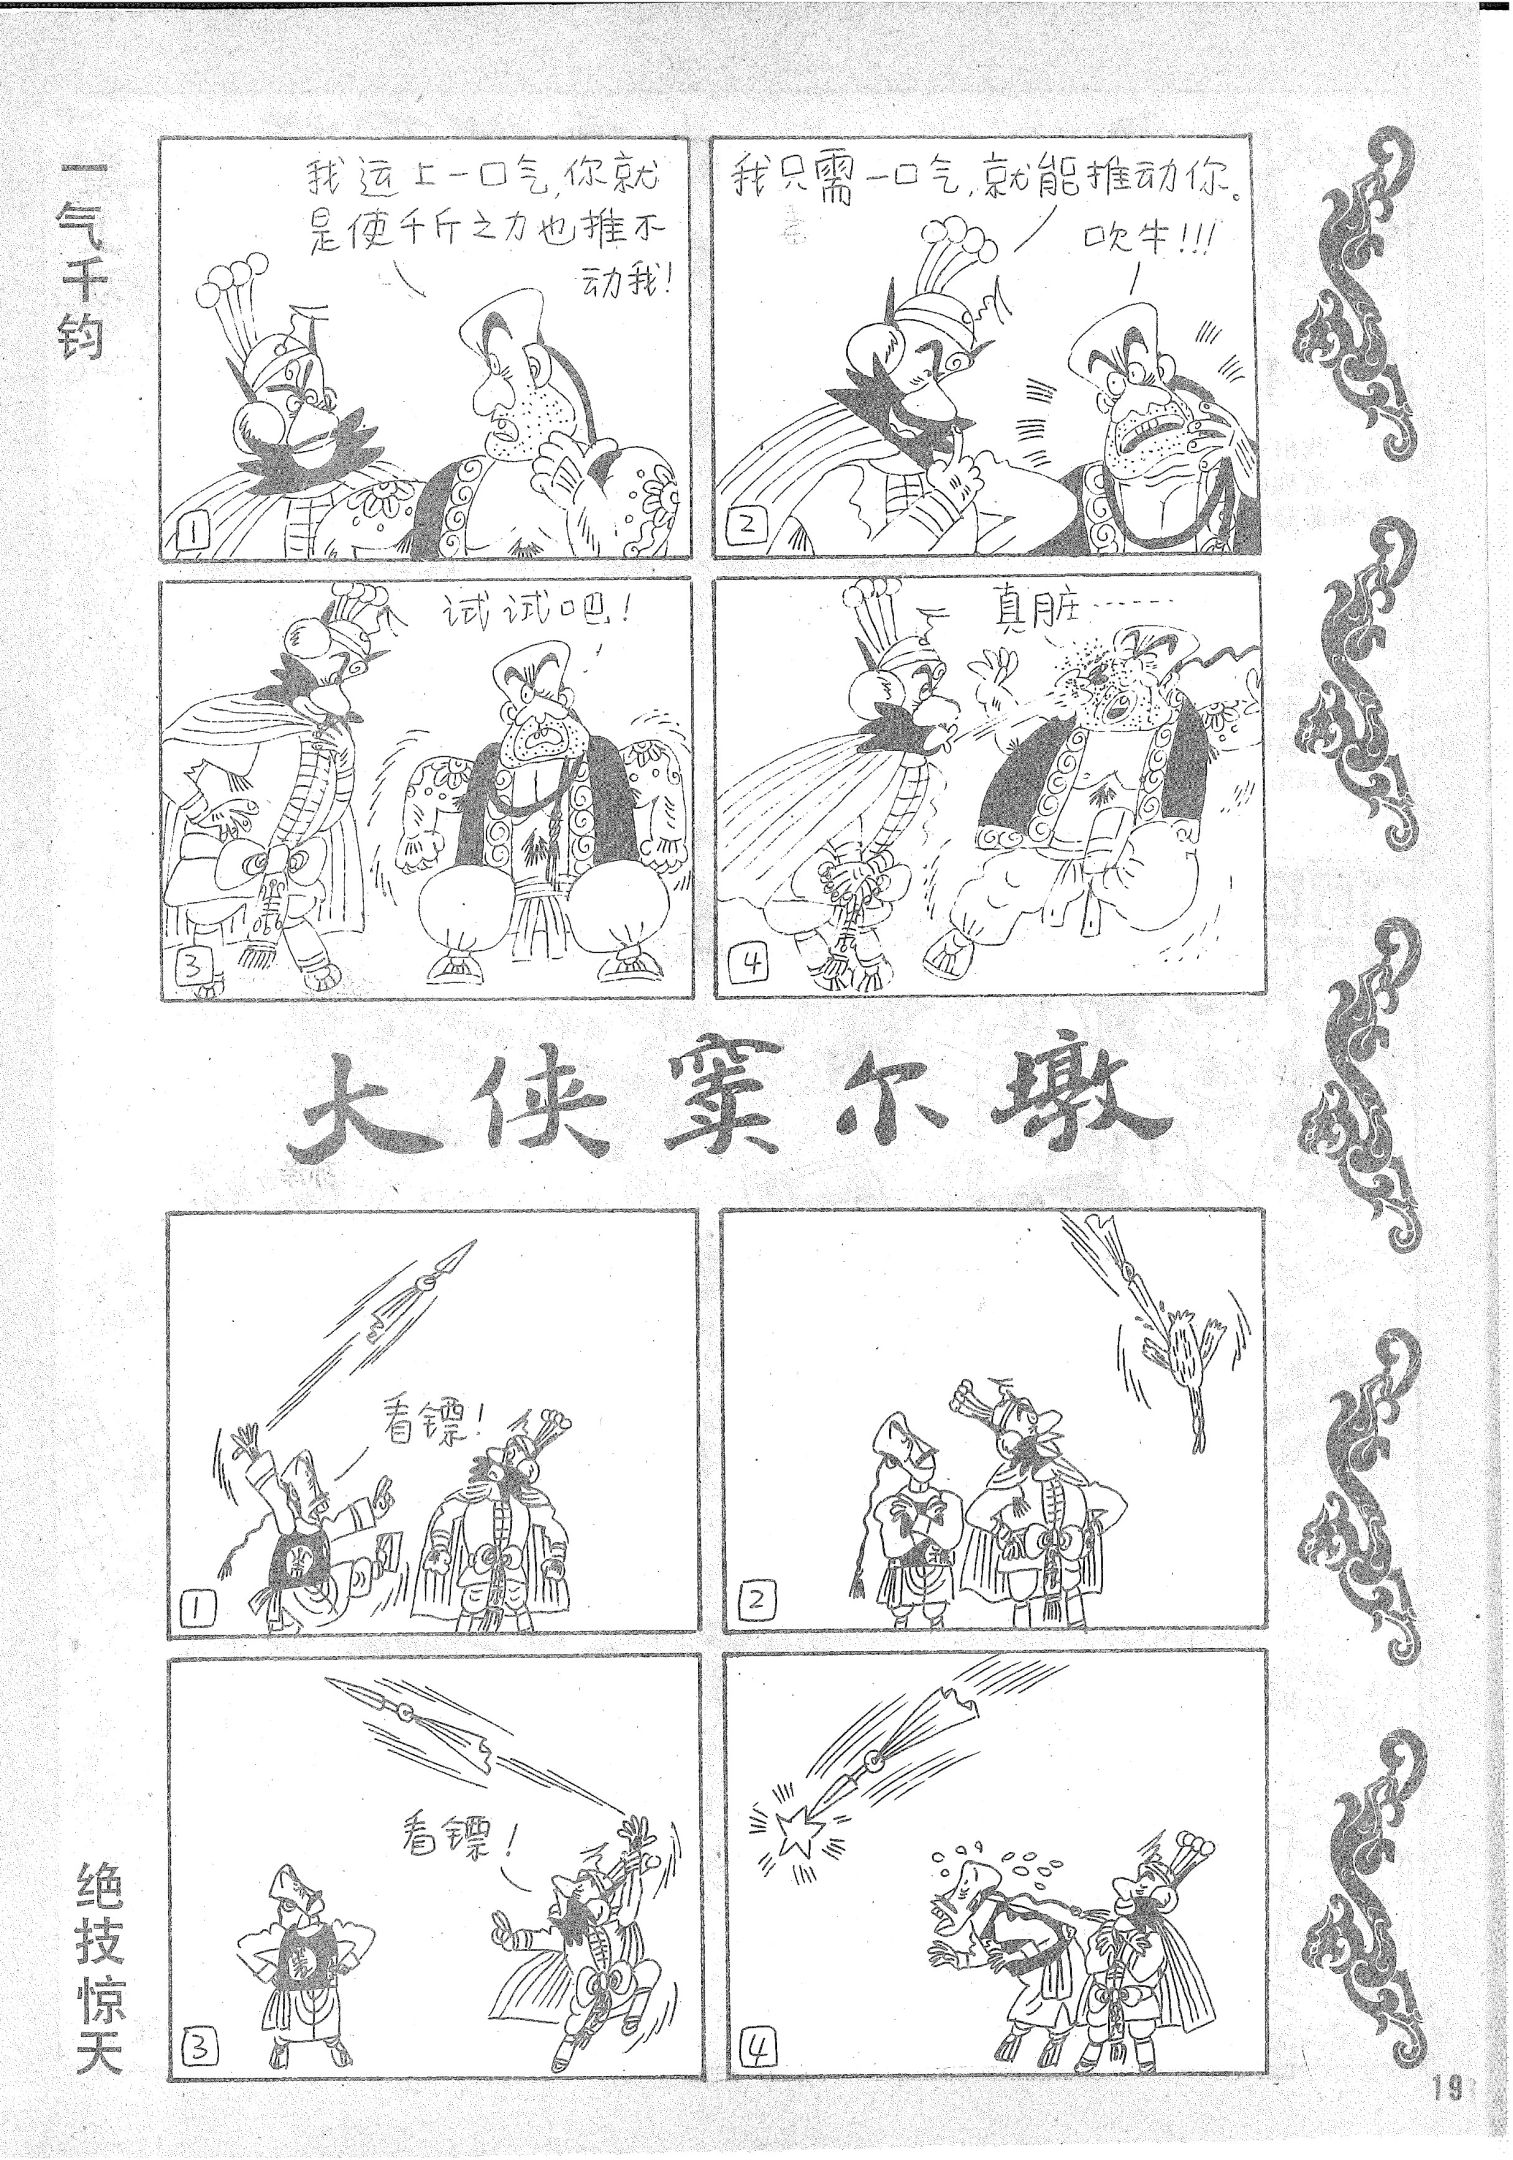 一气千钧
我运上一口气,你就
是使千斤之力也推不
动我!
1
我只需一口气,就能推动你。
吹牛!!!
2
试试吧!
3
真脏……
4
大侠窦尔墩
看镖!
1
2
看镖!
3
4
绝技惊天
19